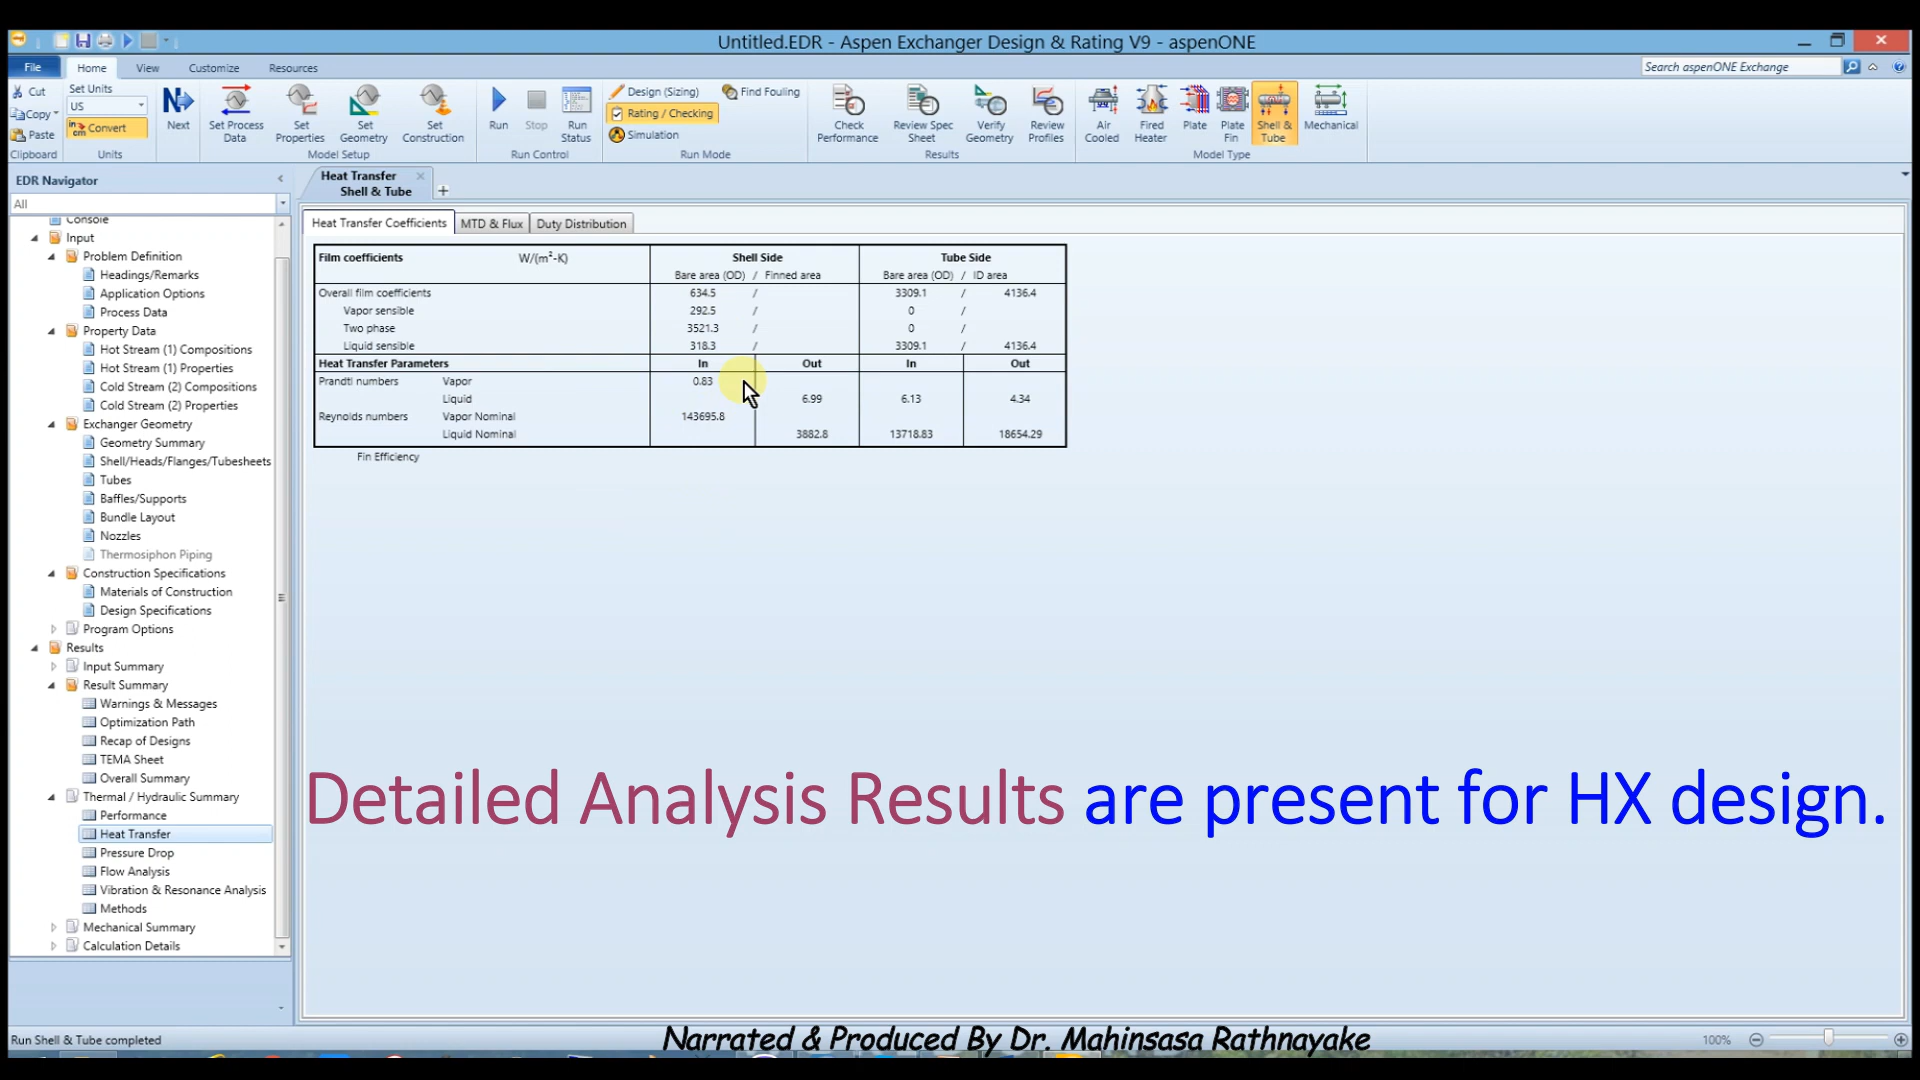 Untitled.EDR - Aspen Exchanger Design & Rating V9 - aspenONE
File Home View Customize Resources Search aspenONE Exchange
Cut Copy Paste Clipboard
Set Units US Convert Units
Next
Set Process Data Set Properties Set Geometry Set Construction Model Setup
Run Stop Run Status Run Control
Design (Sizing) Find Fouling
Rating / Checking
Simulation
Run Mode
Check Performance Review Spec Sheet Verify Geometry Review Profiles Results
Air Cooled Fired Heater Plate Plate Fin Shell & Tube Mechanical Model Type
EDR Navigator
All
Console
Input
Problem Definition
Headings/Remarks
Application Options
Process Data
Property Data
Hot Stream (1) Compositions
Hot Stream (1) Properties
Cold Stream (2) Compositions
Cold Stream (2) Properties
Exchanger Geometry
Geometry Summary
Shell/Heads/Flanges/Tubesheets
Tubes
Baffles/Supports
Bundle Layout
Nozzles
Thermosiphon Piping
Construction Specifications
Materials of Construction
Design Specifications
Program Options
Results
Input Summary
Result Summary
Warnings & Messages
Optimization Path
Recap of Designs
TEMA Sheet
Overall Summary
Thermal / Hydraulic Summary
Performance
Heat Transfer
Pressure Drop
Flow Analysis
Vibration & Resonance Analysis
Methods
Mechanical Summary
Calculation Details
Heat Transfer
Shell & Tube
Heat Transfer Coefficients MTD & Flux Duty Distribution
Film coefficients W/(m²-K) Shell Side Tube Side
Bare area (OD) / Finned area Bare area (OD) / ID area
Overall film coefficients 634.5 / 3309.1 / 4136.4
Vapor sensible 292.5 / 0 /
Two phase 3521.3 / 0 /
Liquid sensible 318.3 / 3309.1 / 4136.4
Heat Transfer Parameters In Out In Out
Prandtl numbers Vapor 0.83
Liquid 6.99 6.13 4.34
Reynolds numbers Vapor Nominal 143695.8
Liquid Nominal 3882.8 13718.83 18654.29
Fin Efficiency
Detailed Analysis Results are present for HX design.
Run Shell & Tube completed
100%
Narrated & Produced By Dr. Mahinsasa Rathnayake